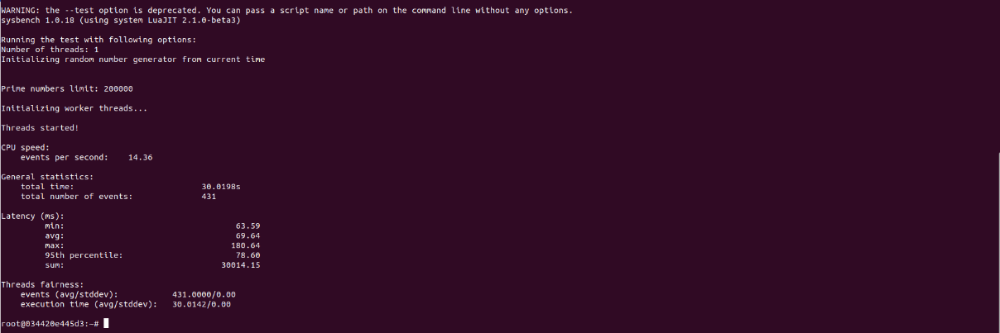 WARNING: the --test option is deprecated. You can pass a script name or path on the command line without any options.
sysbench 1.0.18 (using system LuaJIT 2.1.0-beta3)
Running the test with following options:
Number of threads: 1
Initializing random number generator from current time
Prime numbers limit: 200000
Initializing worker threads...
Threads started!
CPU speed:
events per second: 14.36
General statistics:
total time: 30.0198s
total number of events: 431
Latency (ms):
min: 63.59
avg: 69.64
max: 180.64
95th percentile: 78.60
sum: 30014.15
Threads fairness:
events (avg/stddev): 431.0000/0.00
execution time (avg/stddev): 30.0142/0.00
root@034420e445d3:~#